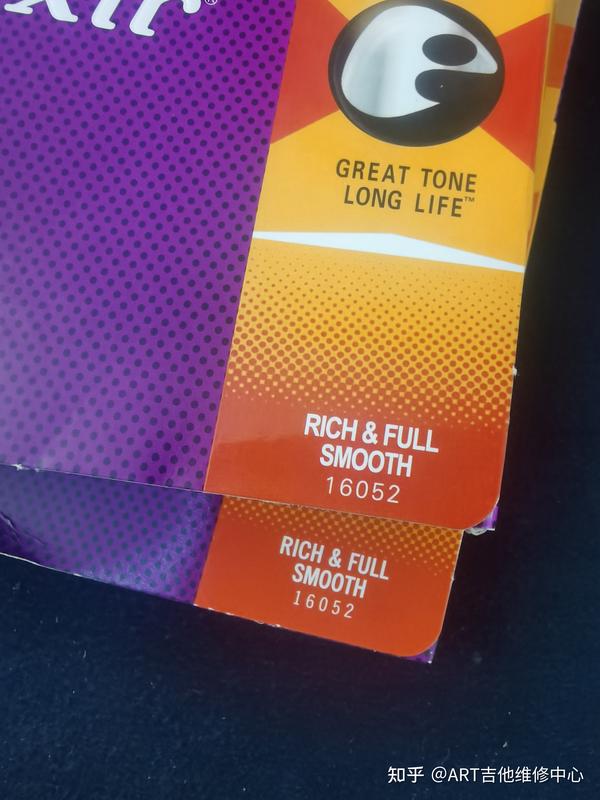 xir®
GREAT TONE
LONG LIFE™
RICH & FULL
SMOOTH
16052
RICH & FULL
SMOOTH
16052
知乎 @ART吉他维修中心